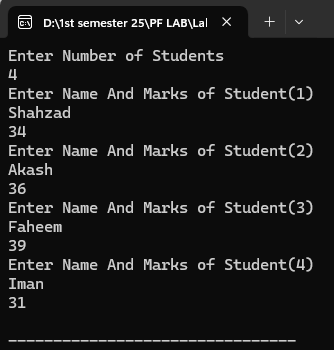 D:\1st semester 25\PF LAB\Lal
Enter Number of Students
4
Enter Name And Marks of Student(1)
Shahzad
34
Enter Name And Marks of Student(2)
Akash
36
Enter Name And Marks of Student(3)
Faheem
39
Enter Name And Marks of Student(4)
Iman
31
--------------------------------